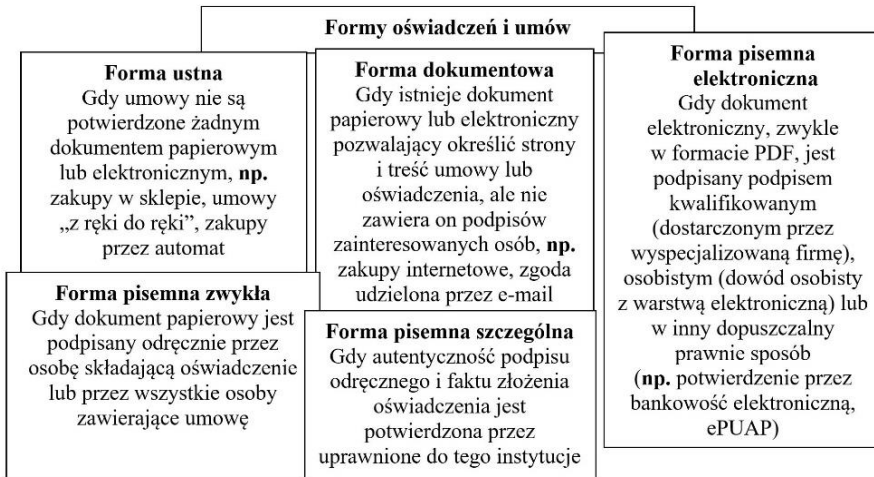 Formy oświadczeń i umów
Forma ustna
Gdy umowy nie są
potwierdzone żadnym
dokumentem papierowym
lub elektronicznym, np.
zakupy w sklepie, umowy
„z ręki do ręki”, zakupy
przez automat
Forma dokumentowa
Gdy istnieje dokument
papierowy lub elektroniczny
pozwalający określić strony
i treść umowy lub
oświadczenia, ale nie
zawiera on podpisów
zainteresowanych osób, np.
zakupy internetowe, zgoda
udzielona przez e-mail
Forma pisemna
elektroniczna
Gdy dokument
elektroniczny, zwykle
w formacie PDF, jest
podpisany podpisem
kwalifikowanym
(dostarczonym przez
wyspecjalizowaną firmę),
osobistym (dowód osobisty
z warstwą elektroniczną) lub
w inny dopuszczalny
prawnie sposób
(np. potwierdzenie przez
bankowość elektroniczną,
ePUAP)
Forma pisemna zwykła
Gdy dokument papierowy jest
podpisany odręcznie przez
osobę składającą oświadczenie
lub przez wszystkie osoby
zawierające umowę
Forma pisemna szczególna
Gdy autentyczność podpisu
odręcznego i faktu złożenia
oświadczenia jest
potwierdzona przez
uprawnione do tego instytucje